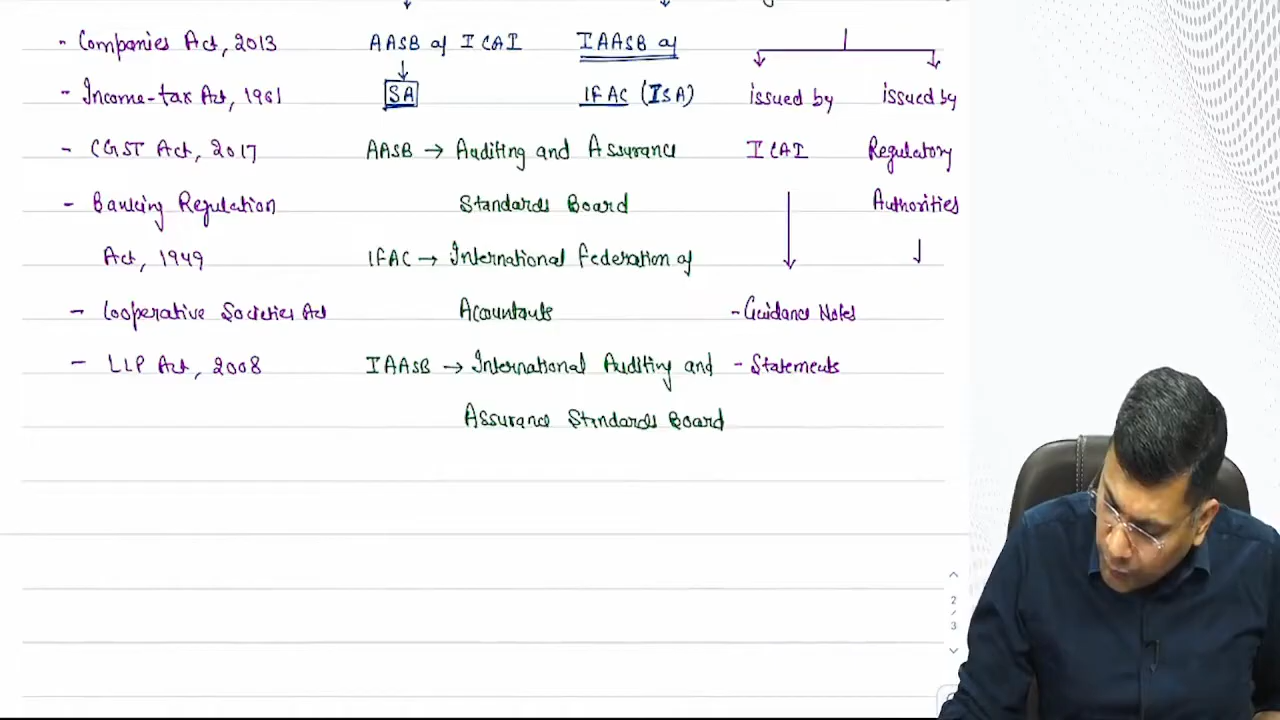 - Companies Act, 2013 AASB of ICAI IAASB of
- Income-tax Act, 1961 SA IFAC (ISA) issued by issued by
- CGST Act, 2017 AASB → Auditing and Assurance ICAI Regulatory
- Banking Regulation Standards Board Authorities
Act, 1949 IFAC → International Federation of
- Cooperative Societies Act Accountants - Guidance Notes
- LLP Act, 2008 IAASB → International Auditing and - Statements
Assurance Standards Board
2
/
3